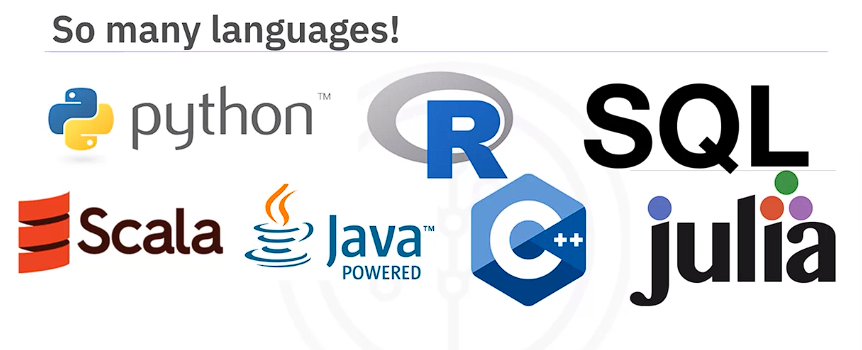 So many languages!
python™
R
SQL
Scala
Java™
POWERED
C++
julia